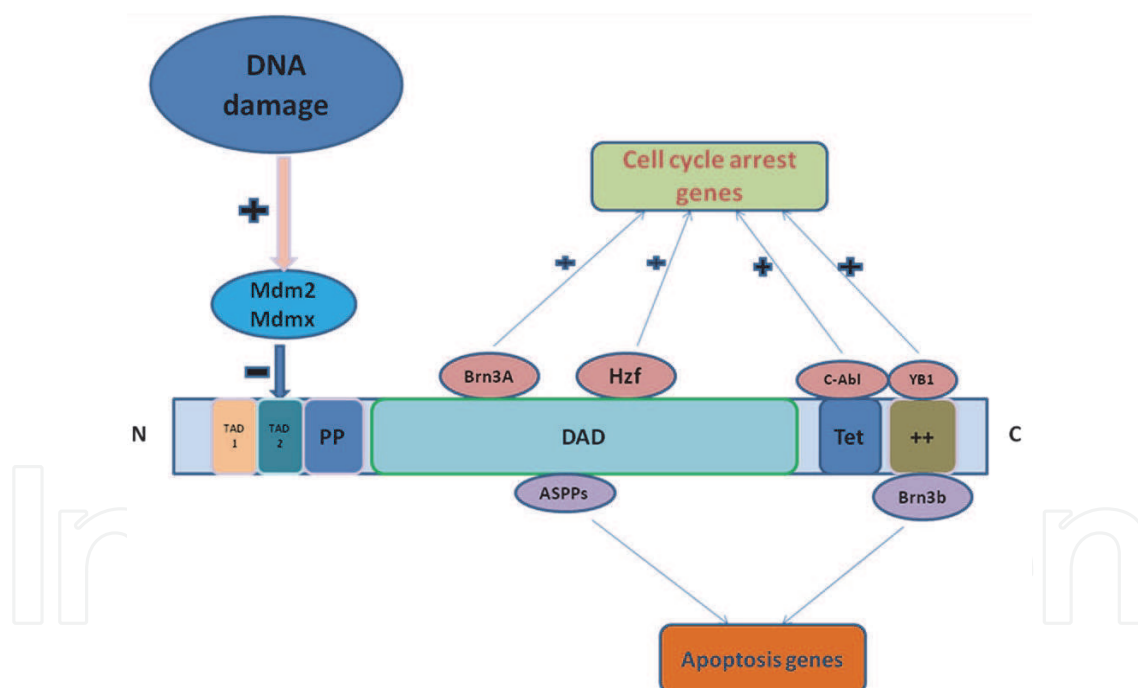 DNA
damage
Cell cycle arrest
genes
+
+
+
+
+
Mdm2
Mdmx
−
Brn3A
Hzf
C-Abl
YB1
N
TAD
1
TAD
2
PP
DAD
Tet
++
C
ASPPs
Brn3b
Apoptosis genes